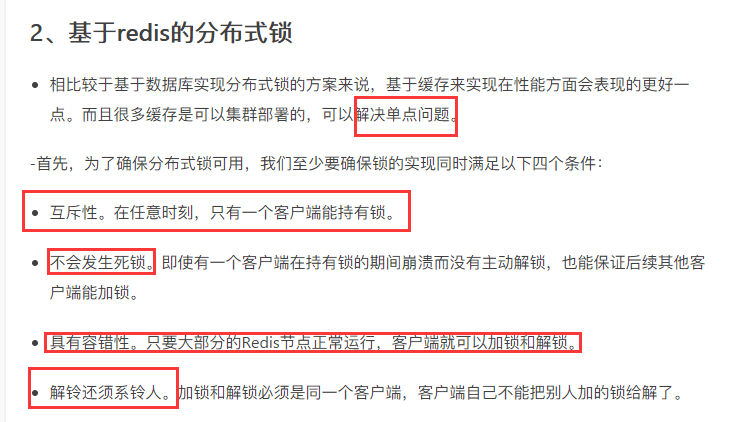 2、基于redis的分布式锁
相比较于基于数据库实现分布式锁的方案来说，基于缓存来实现在性能方面会表现的更好一
点。而且很多缓存是可以集群部署的，可以解决单点问题。
-首先，为了确保分布式锁可用，我们至少要确保锁的实现同时满足以下四个条件：
互斥性。在任意时刻，只有一个客户端能持有锁。
不会发生死锁。即使有一个客户端在持有锁的期间崩溃而没有主动解锁，也能保证后续其他客
户端能加锁。
具有容错性。只要大部分的Redis节点正常运行，客户端就可以加锁和解锁。
解铃还须系铃人。加锁和解锁必须是同一个客户端，客户端自己不能把别人加的锁给解了。